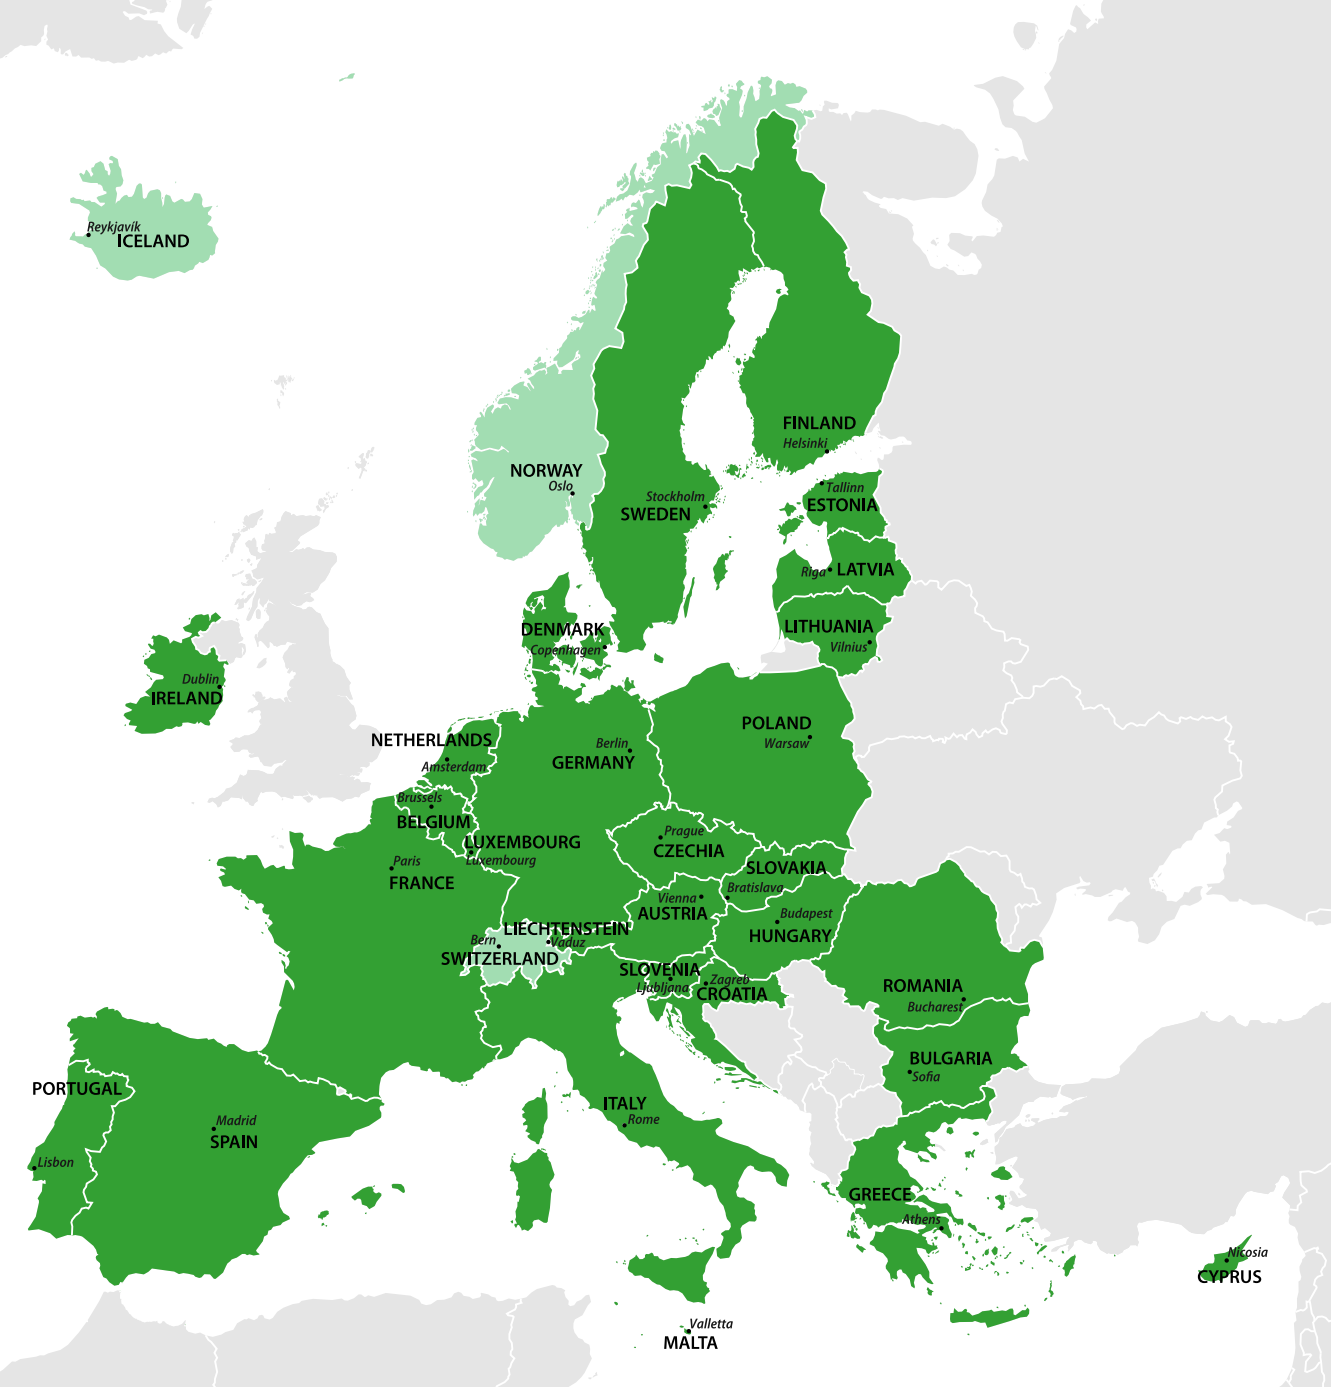 Reykjavík
ICELAND
FINLAND
Helsinki
NORWAY
Oslo
Stockholm
SWEDEN
Tallinn
ESTONIA
Riga
LATVIA
DENMARK
Copenhagen
LITHUANIA
Vilnius
Dublin
IRELAND
NETHERLANDS
Amsterdam
Berlin
GERMANY
POLAND
Warsaw
Brussels
BELGIUM
LUXEMBOURG
Luxembourg
Paris
FRANCE
Prague
CZECHIA
SLOVAKIA
Bratislava
Vienna
AUSTRIA
Budapest
HUNGARY
LIECHTENSTEIN
Vaduz
Bern
SWITZERLAND
SLOVENIA
Ljubljana
Zagreb
CROATIA
ROMANIA
Bucharest
BULGARIA
Sofia
PORTUGAL
Lisbon
Madrid
SPAIN
ITALY
Rome
GREECE
Athens
Nicosia
CYPRUS
Valletta
MALTA